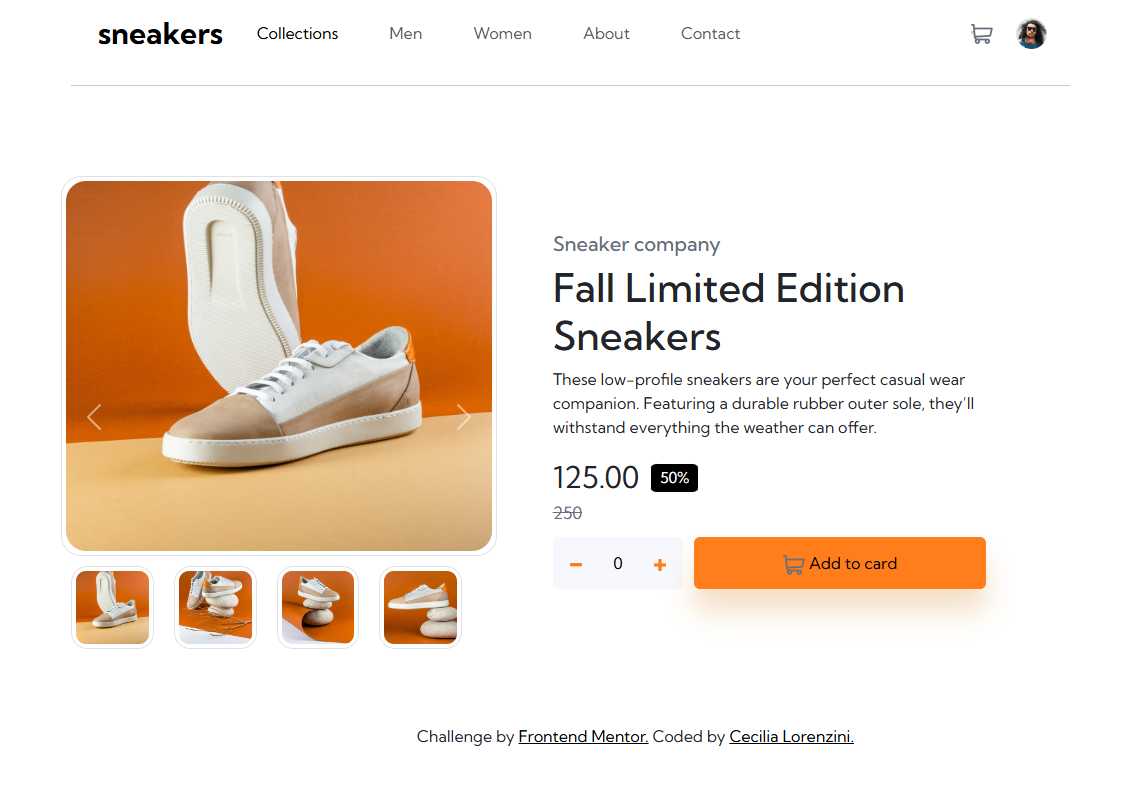 sneakers Collections Men Women About Contact
Sneaker company
Fall Limited Edition
Sneakers
These low-profile sneakers are your perfect casual wear
companion. Featuring a durable rubber outer sole, they'll
withstand everything the weather can offer.
125.00 50%
250
0 Add to card
Challenge by Frontend Mentor. Coded by Cecilia Lorenzini.